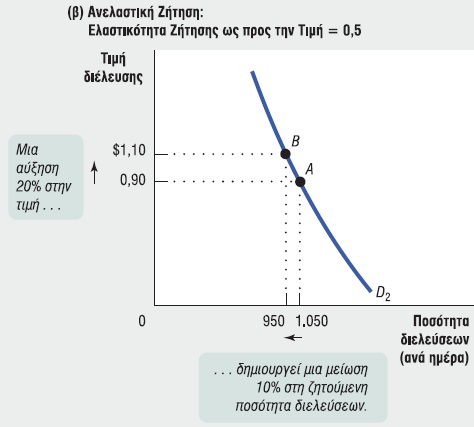 (β) Ανελαστική Ζήτηση:
Ελαστικότητα Ζήτησης ως προς την Τιμή = 0,5
Τιμή
διέλευσης
Μια
αύξηση
20% στην
τιμή . . .
$1,10
0,90
B
A
D2
0
950
1.050
Ποσότητα
διελεύσεων
(ανά ημέρα)
. . . δημιουργεί μια μείωση
10% στη ζητούμενη
ποσότητα διελεύσεων.